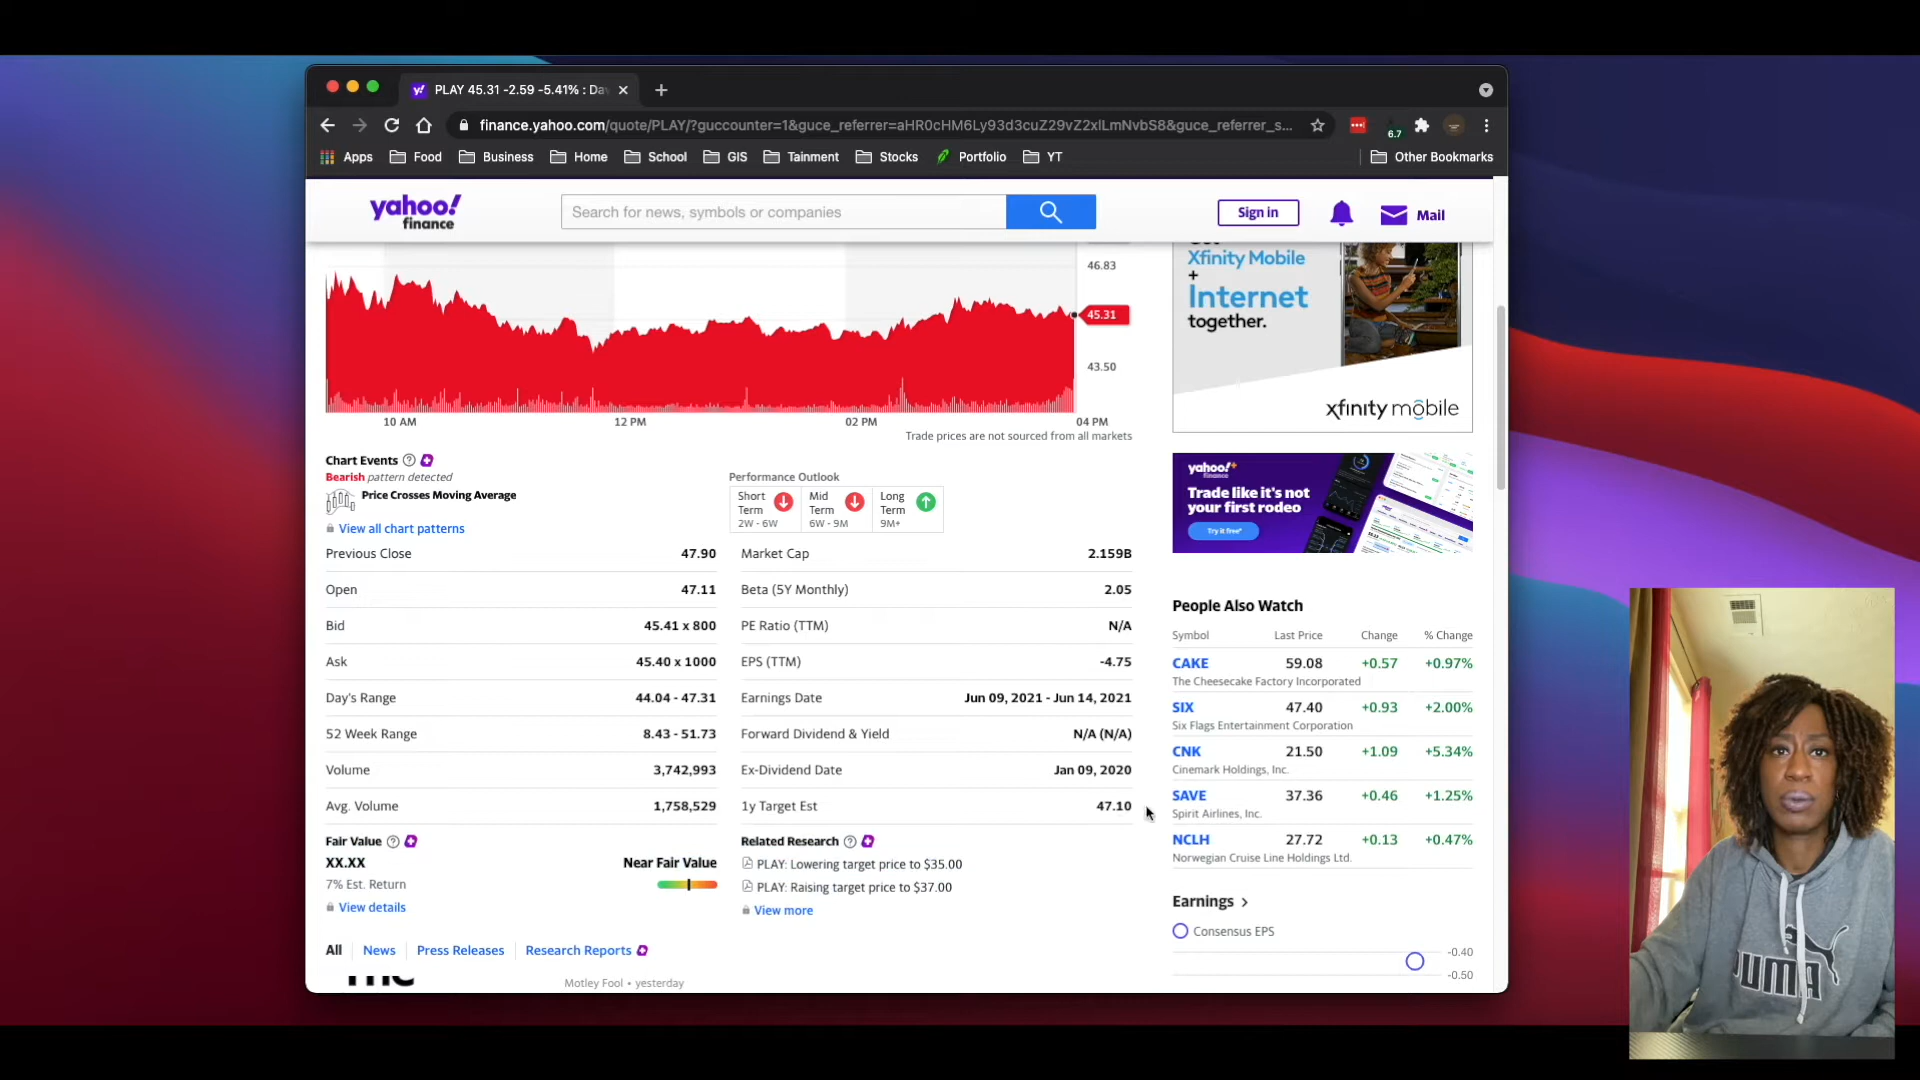 PLAY 45.31 -2.59 -5.41% : Da
finance.yahoo.com/quote/PLAY/?guccounter=1&guce_referrer=aHR0cHM6Ly93d3cuZ29vZ2xlLmNvbS8&guce_referrer_s...
6.7
Apps Food Business Home School GIS Tainment Stocks Portfolio YT Other Bookmarks
yahoo!
finance
Search for news, symbols or companies
Sign in
Mail
46.83
45.31
43.50
10 AM 12 PM 02 PM 04 PM
Trade prices are not sourced from all markets
Chart Events
Bearish pattern detected
Price Crosses Moving Average
View all chart patterns
Performance Outlook
Short Term 2W - 6W
Mid Term 6W - 9M
Long Term 9M+
Previous Close 47.90
Open 47.11
Bid 45.41 x 800
Ask 45.40 x 1000
Day's Range 44.04 - 47.31
52 Week Range 8.43 - 51.73
Volume 3,742,993
Avg. Volume 1,758,529
Market Cap 2.159B
Beta (5Y Monthly) 2.05
PE Ratio (TTM) N/A
EPS (TTM) -4.75
Earnings Date Jun 09, 2021 - Jun 14, 2021
Forward Dividend & Yield N/A (N/A)
Ex-Dividend Date Jan 09, 2020
1y Target Est 47.10
Fair Value
XX.XX Near Fair Value
7% Est. Return
View details
Related Research
PLAY: Lowering target price to $35.00
PLAY: Raising target price to $37.00
View more
All News Press Releases Research Reports
Motley Fool • yesterday
Xfinity Mobile
+
Internet
together.
xfinity mobile
yahoo!+
Trade like it's not
your first rodeo
Try it free*
People Also Watch
Symbol Last Price Change % Change
CAKE 59.08 +0.57 +0.97%
The Cheesecake Factory Incorporated
SIX 47.40 +0.93 +2.00%
Six Flags Entertainment Corporation
CNK 21.50 +1.09 +5.34%
Cinemark Holdings, Inc.
SAVE 37.36 +0.46 +1.25%
Spirit Airlines, Inc.
NCLH 27.72 +0.13 +0.47%
Norwegian Cruise Line Holdings Ltd.
Earnings >
Consensus EPS
-0.40
-0.50
PUMA